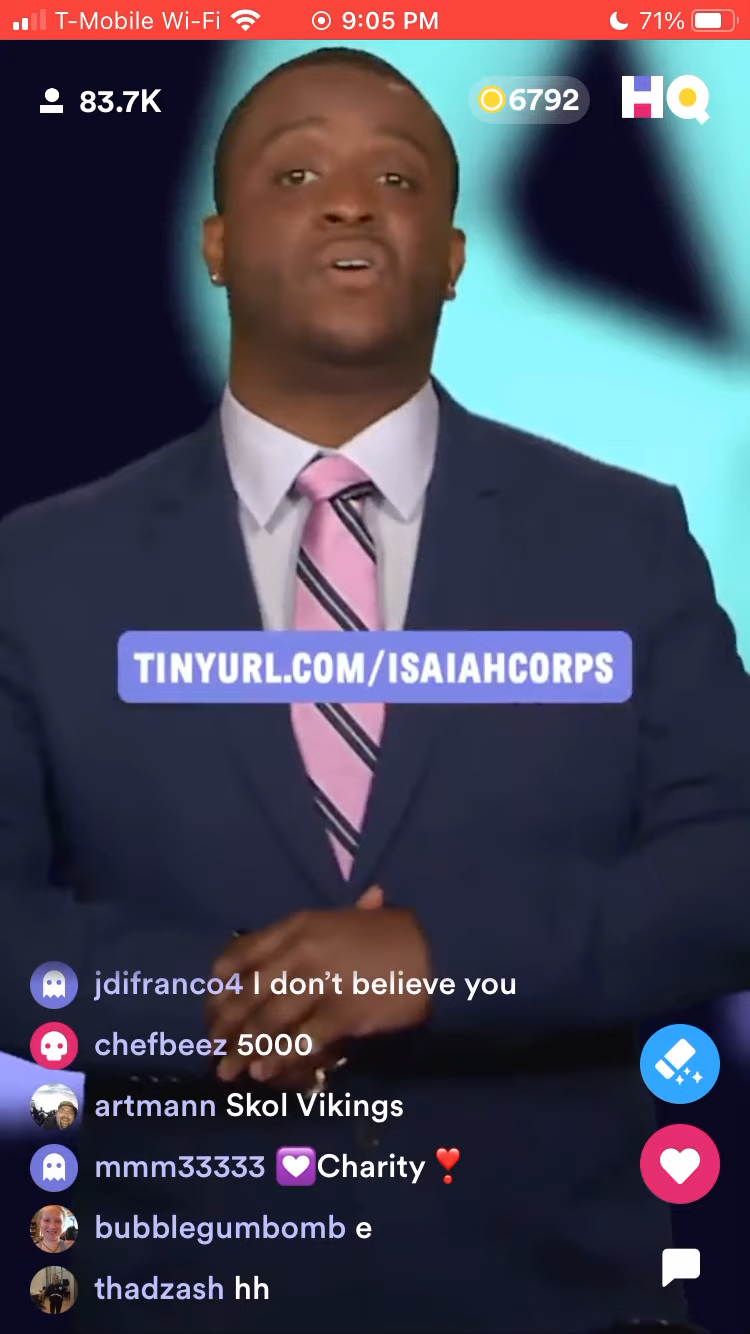 T-Mobile Wi-Fi 9:05 PM 71%
83.7K 6792 HQ
TINYURL.COM/ISAIAHCORPS
jdifranco4 I don't believe you
chefbeez 5000
artmann Skol Vikings
mmm33333 💟Charity❣️
bubblegumbomb e
thadzash hh